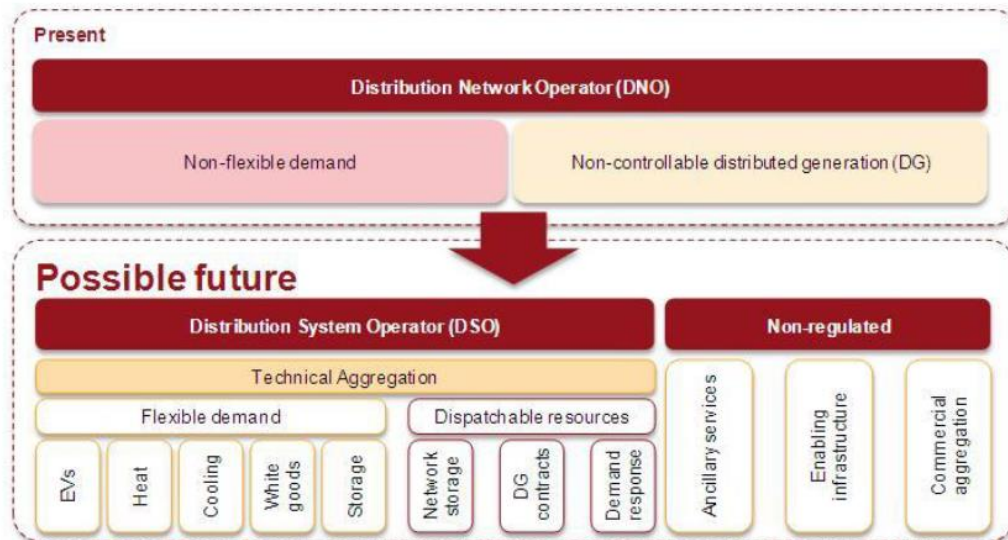 Present
Distribution Network Operator (DNO)
Non-flexible demand
Non-controllable distributed generation (DG)
Possible future
Distribution System Operator (DSO)
Non-regulated
Technical Aggregation
Flexible demand
Dispatchable resources
EVs
Heat
Cooling
White
goods
Storage
Network
storage
DG
contracts
Demand
response
Ancillary services
Enabling
infrastructure
Commercial
aggregation